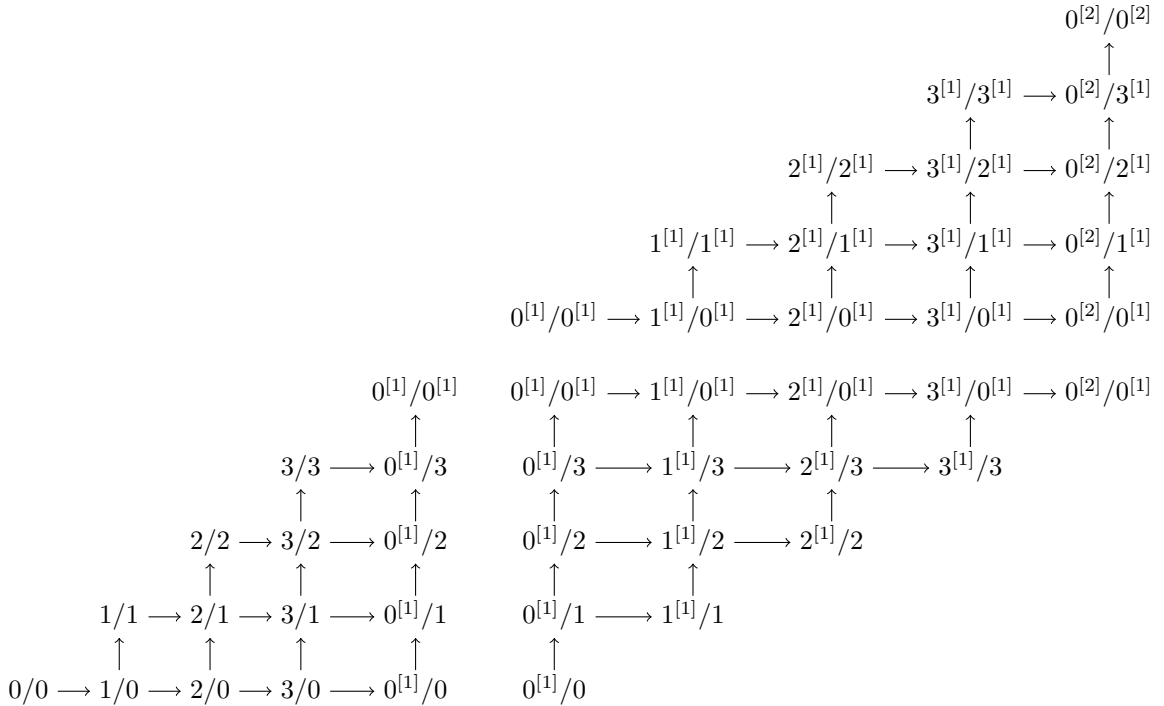 0^{[2]}/0^{[2]}
3^{[1]}/3^{[1]} → 0^{[2]}/3^{[1]}
2^{[1]}/2^{[1]} → 3^{[1]}/2^{[1]} → 0^{[2]}/2^{[1]}
1^{[1]}/1^{[1]} → 2^{[1]}/1^{[1]} → 3^{[1]}/1^{[1]} → 0^{[2]}/1^{[1]}
0^{[1]}/0^{[1]} → 1^{[1]}/0^{[1]} → 2^{[1]}/0^{[1]} → 3^{[1]}/0^{[1]} → 0^{[2]}/0^{[1]}
0^{[1]}/0^{[1]} 0^{[1]}/0^{[1]} → 1^{[1]}/0^{[1]} → 2^{[1]}/0^{[1]} → 3^{[1]}/0^{[1]} → 0^{[2]}/0^{[1]}
3/3 → 0^{[1]}/3 0^{[1]}/3 → 1^{[1]}/3 → 2^{[1]}/3 → 3^{[1]}/3
2/2 → 3/2 → 0^{[1]}/2 0^{[1]}/2 → 1^{[1]}/2 → 2^{[1]}/2
1/1 → 2/1 → 3/1 → 0^{[1]}/1 0^{[1]}/1 → 1^{[1]}/1
0/0 → 1/0 → 2/0 → 3/0 → 0^{[1]}/0 0^{[1]}/0